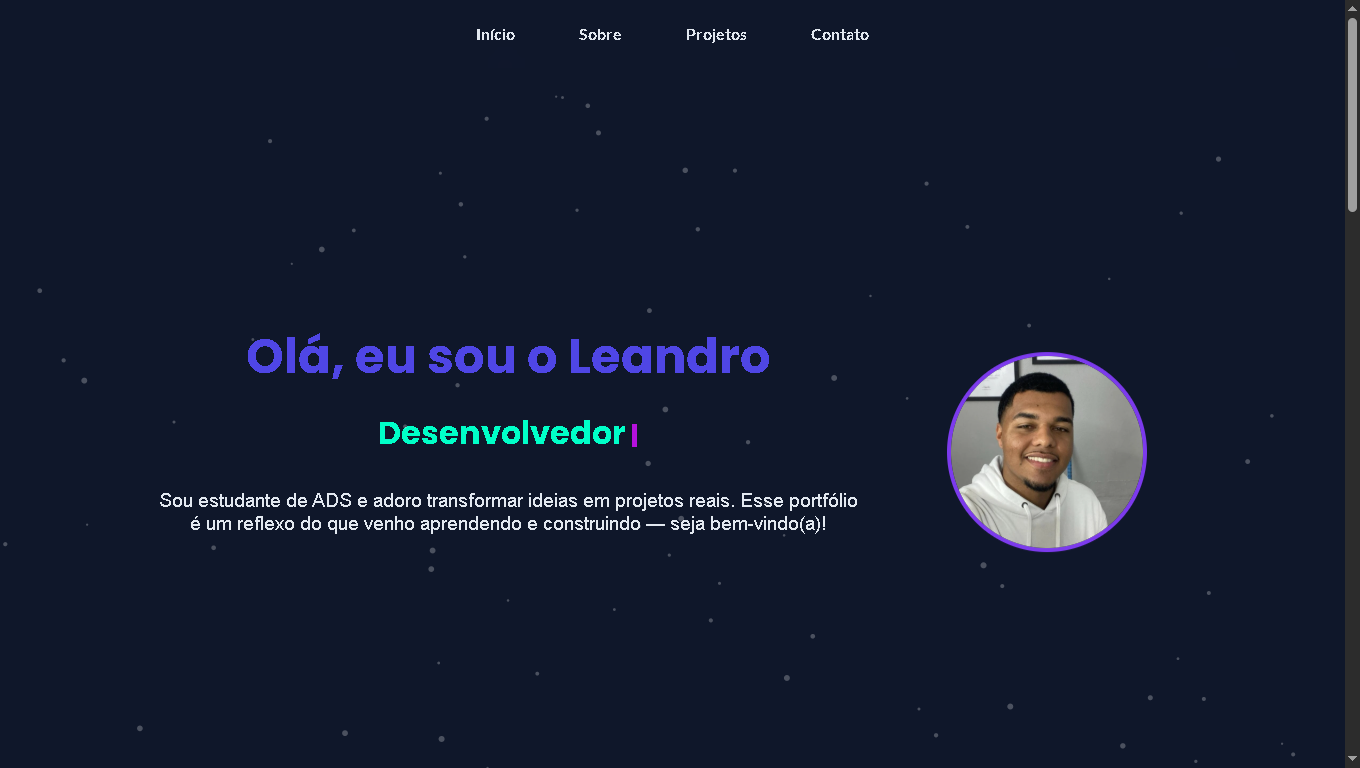 Início Sobre Projetos Contato
Olá, eu sou o Leandro
Desenvolvedor
Sou estudante de ADS e adoro transformar ideias em projetos reais. Esse portfólio
é um reflexo do que venho aprendendo e construindo — seja bem-vindo(a)!